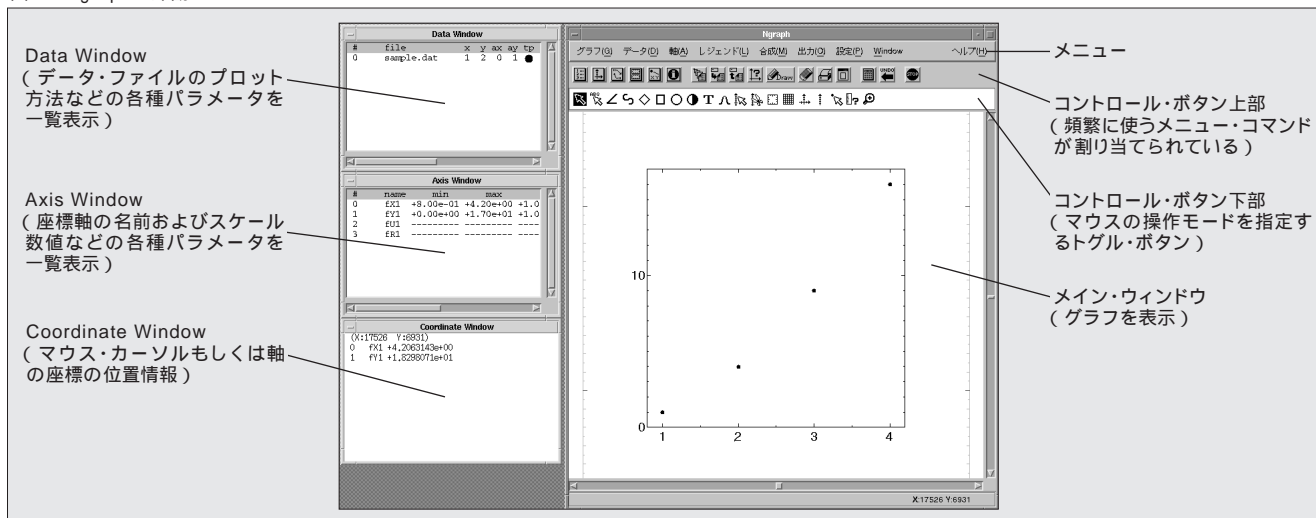 Data Window
（データ・ファイルのプロット
方法などの各種パラメータを
一覧表示）
Axis Window
（座標軸の名前およびスケール
数値などの各種パラメータを
一覧表示）
Coordinate Window
（マウス・カーソルもしくは軸
の座標の位置情報）
Data Window
# file x y ax ay tp
0 sample.dat 1 2 0 1
Axis Window
# name min max
0 fX1 +8.00e-01 +4.20e+00 +1.0
1 fY1 +0.00e+00 +1.70e+01 +1.0
2 fU1 --------- --------- ----
3 fR1 --------- --------- ----
Coordinate Window
(X:17526 Y:6931)
0 fX1 +4.2063143e+00
1 fY1 +1.8298071e+01
Ngraph
グラフ(G) データ(D) 軸(A) レジェンド(L) 合成(M) 出力(O) 設定(P) Window ヘルプ(H)
Draw UNDO STOP
10
0
1 2 3 4
X:17526 Y:6931
メニュー
コントロール・ボタン上部
（頻繁に使うメニュー・コマンド
が割り当てられている）
コントロール・ボタン下部
（マウスの操作モードを指定す
るトグル・ボタン）
メイン・ウィンドウ
（グラフを表示）